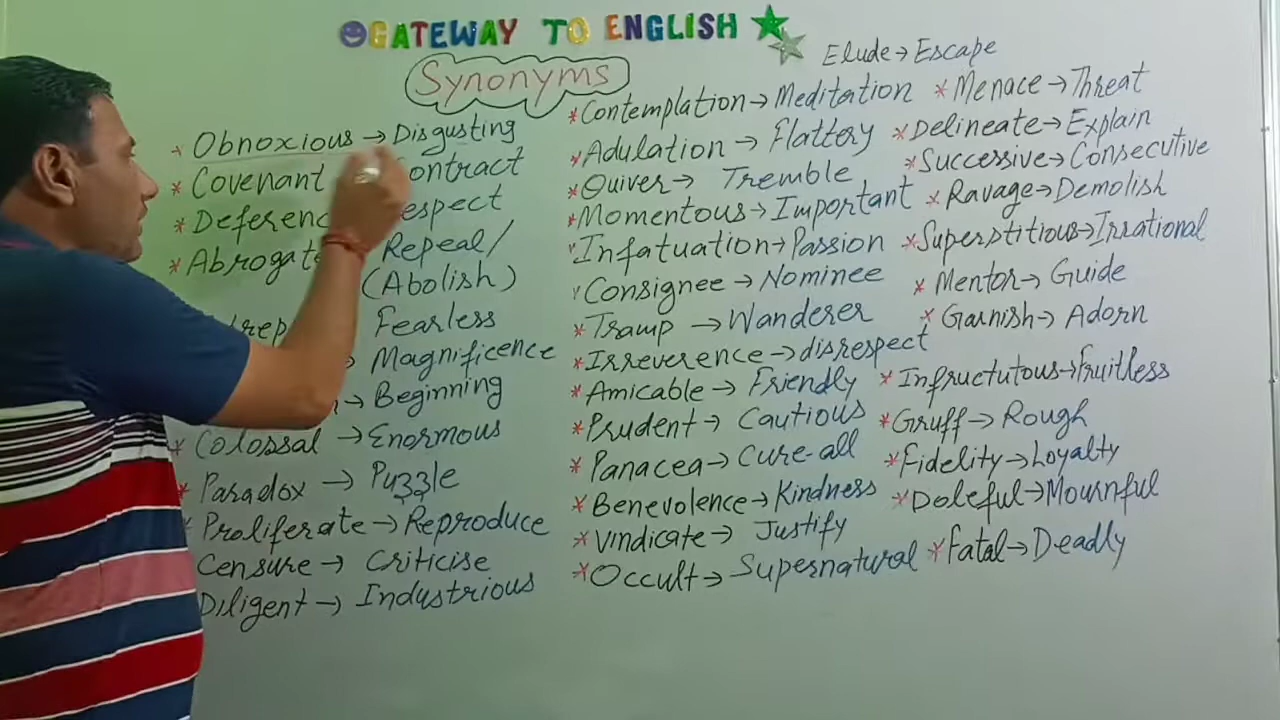 GATEWAY TO ENGLISH
Synonyms
Obnoxious → Disgusting
Covenant ontract
Deferenc espect
Abrogate Repeal/
(Abolish)
Fearless
Magnificence
→ Beginning
Colossal → Enormous
Paradox → Puzzle
Proliferate → Reproduce
Censure → Criticise
Diligent → Industrious
* Contemplation → Meditation
* Adulation → Flattery
* Quiver → Tremble
* Momentous → Important
Infatuation → Passion
Consignee → Nominee
* Tramp → Wanderer
* Irreverence → disrespect
* Amicable → Friendly
* Prudent → Cautious
* Panacea → Cure-all
* Benevolence → Kindness
* Vindicate → Justify
* Occult → Supernatural
Elude → Escape
* Menace → Threat
* Delineate → Explain
* Successive → Consecutive
* Ravage → Demolish
* Superstitious → Irrational
* Mentor → Guide
* Garnish → Adorn
* Infructutous → Fruitless
* Gruff → Rough
* Fidelity → Loyalty
* Doleful → Mournful
* Fatal → Deadly